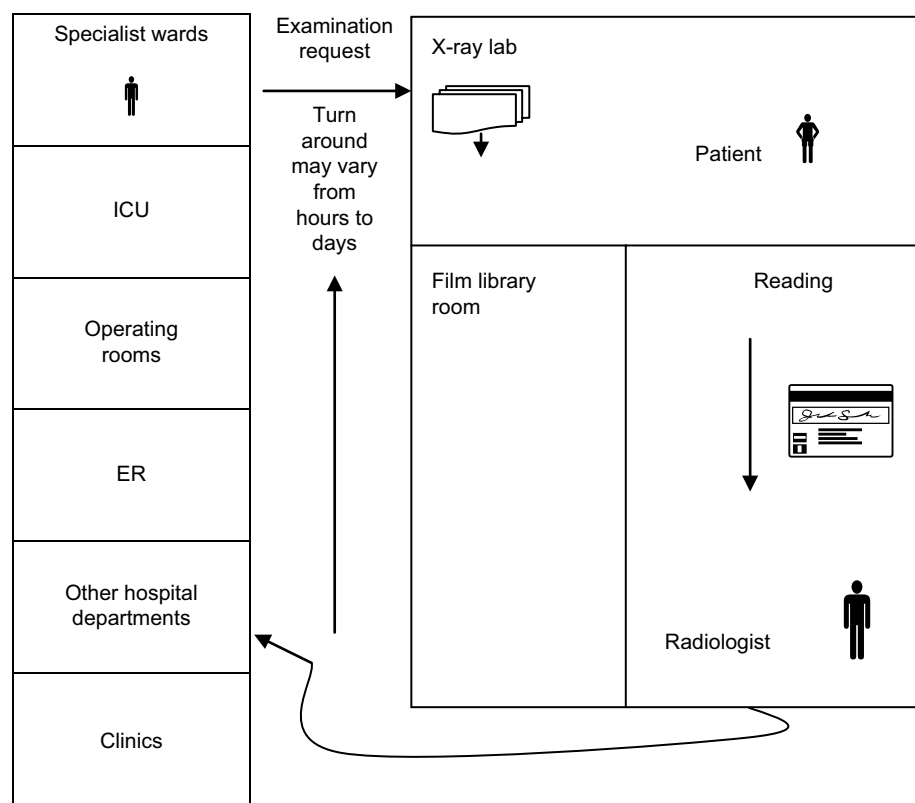 Specialist wards
ICU
Operating
rooms
ER
Other hospital
departments
Clinics
Examination
request
Turn
around
may vary
from
hours to
days
X-ray lab
Patient
Film library
room
Reading
Radiologist